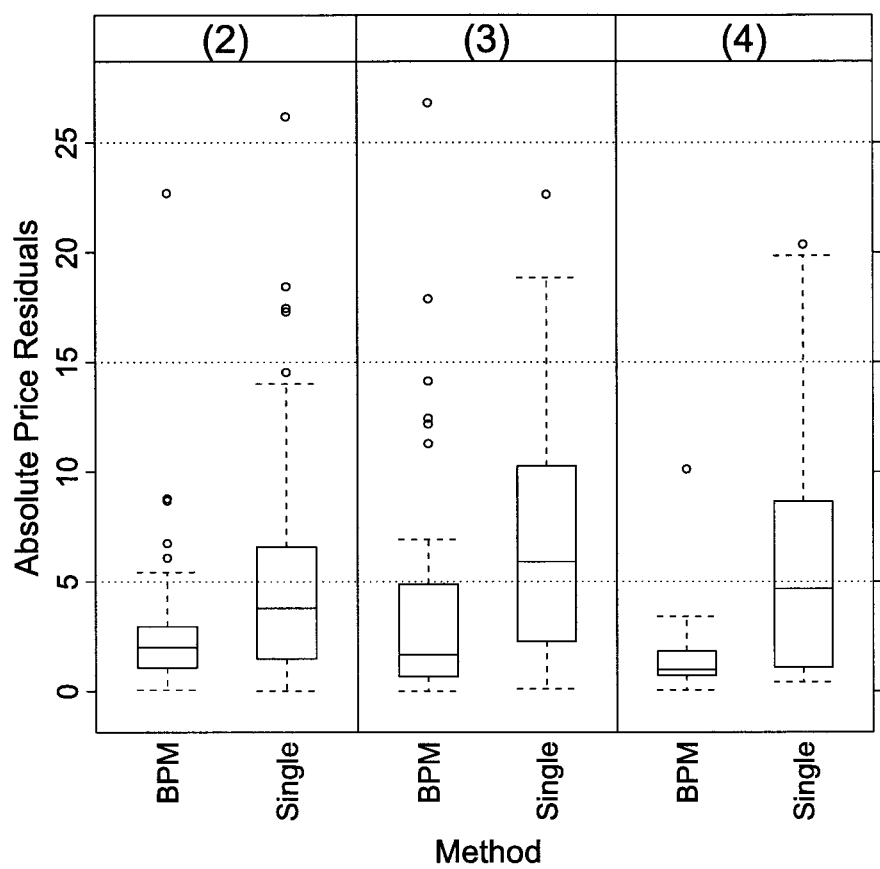 (2) (3) (4)
25
20
15
10
5
0
Absolute Price Residuals
BPM Single BPM Single BPM Single
Method